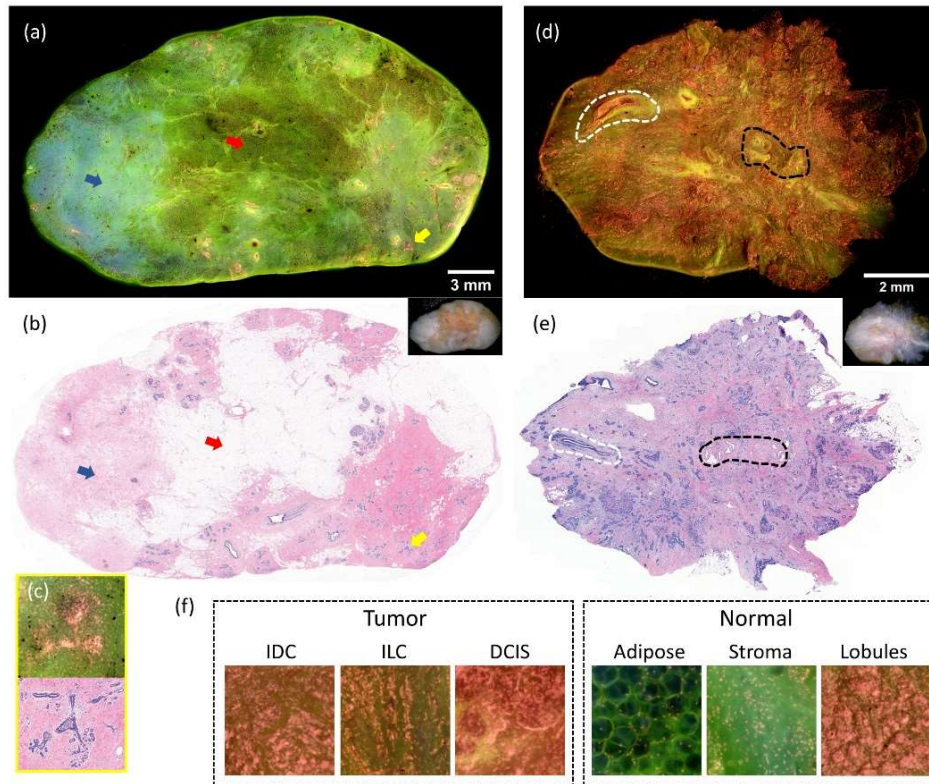 (a)
3 mm
(d)
2 mm
(b)
(e)
(c)
(f)
Tumor
IDC ILC DCIS
Normal
Adipose Stroma Lobules